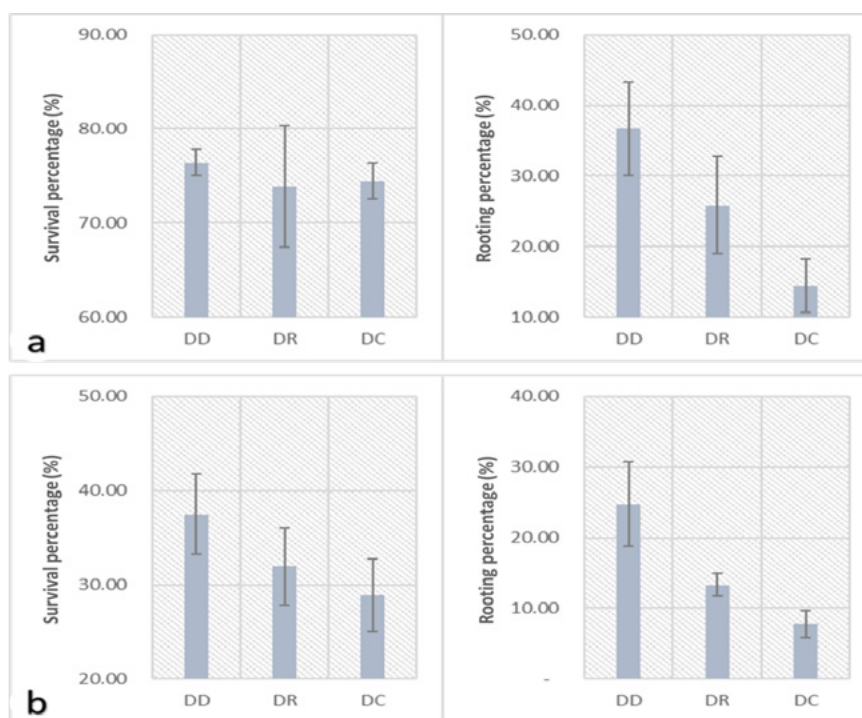 Survival percentage (%)
90.00
80.00
70.00
60.00
DD DR DC
Rooting percentage (%)
50.00
40.00
30.00
20.00
10.00
DD DR DC
a
Survival percentage (%)
50.00
40.00
30.00
20.00
DD DR DC
Rooting percentage (%)
40.00
30.00
20.00
10.00
-
DD DR DC
b